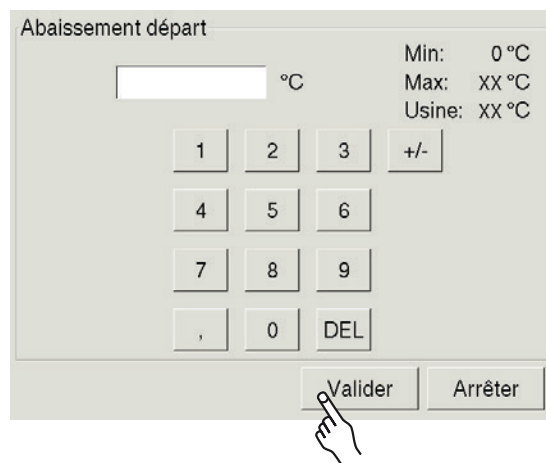 Abaissement départ
Min: 0 °C
°C Max: XX °C
Usine: XX °C
1 2 3 +/-
4 5 6
7 8 9
, 0 DEL
Valider Arrêter